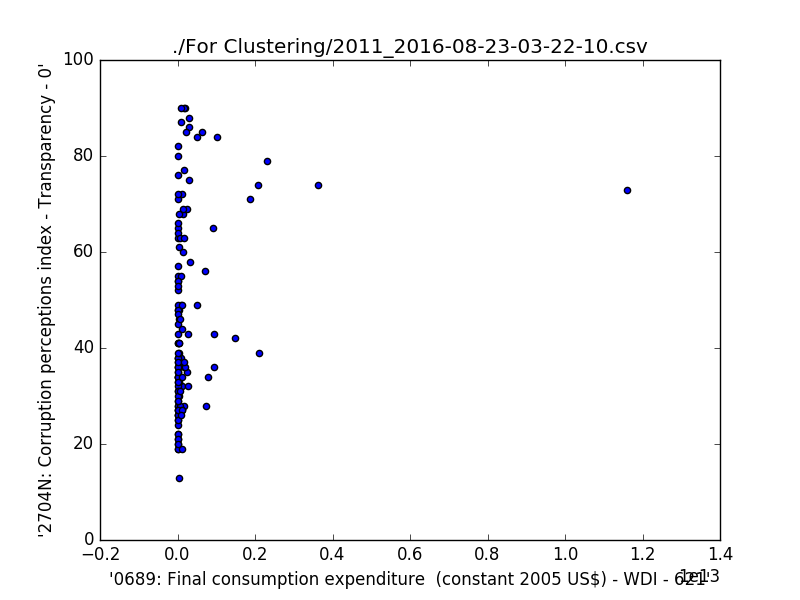 ./For Clustering/2011_2016-08-23-03-22-10.csv
'2704N: Corruption perceptions index - Transparency - 0'
100
80
60
40
20
0
−0.2 0.0 0.2 0.4 0.6 0.8 1.0 1.2 1.4
1e13
'0689: Final consumption expenditure  (constant 2005 US$) - WDI - 621'